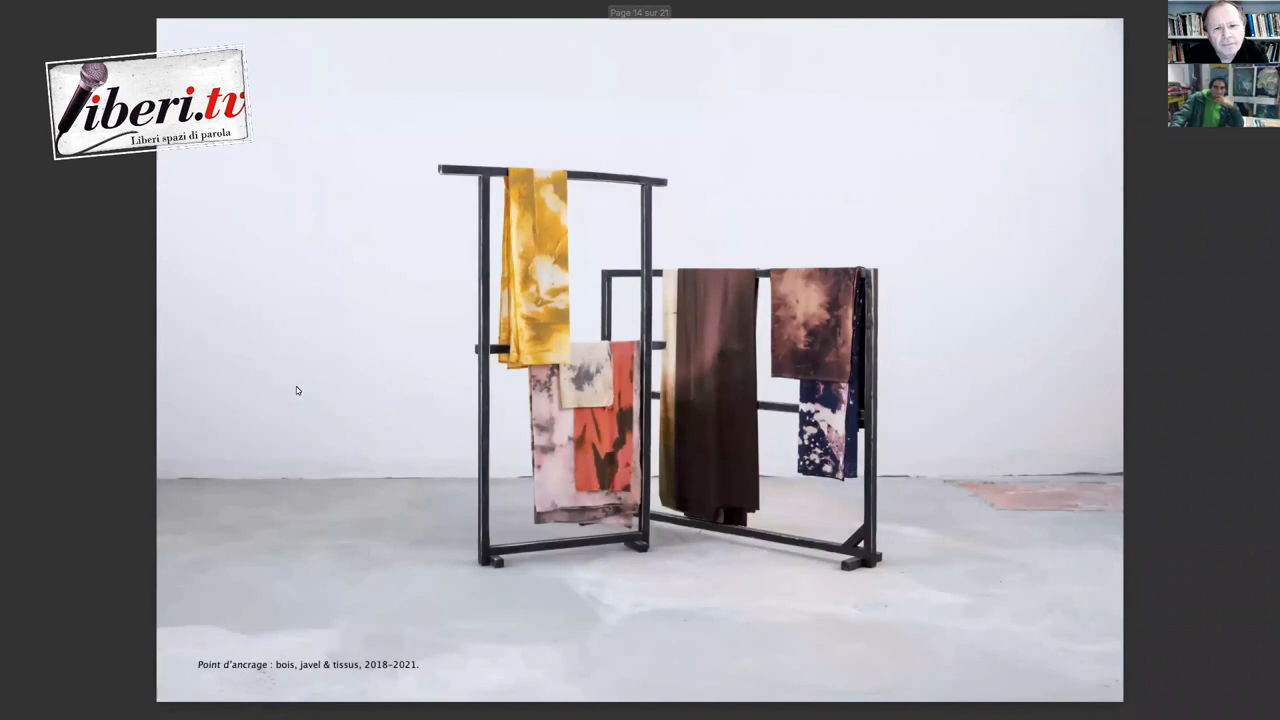 Page 14 sur 21
liberi.tv
Liberi spazi di parola
Point d'ancrage : bois, javel & tissus, 2018-2021.